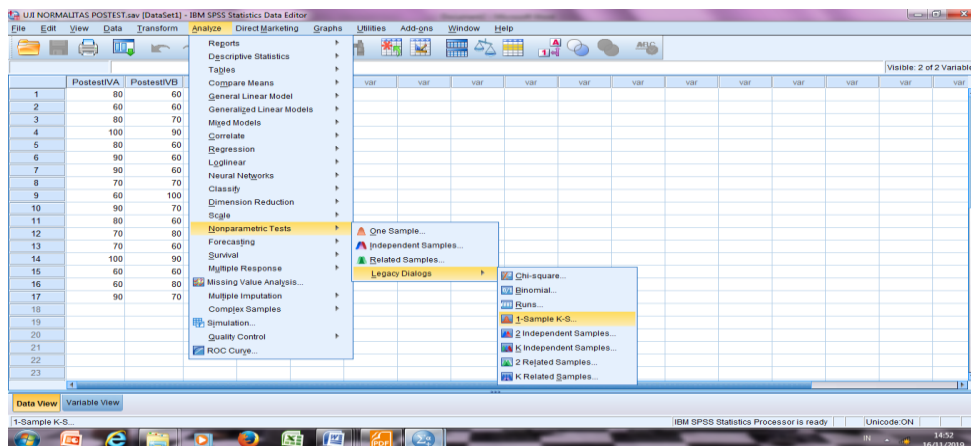 UJI NORMALITAS POSTEST.sav [DataSet1] - IBM SPSS Statistics Data Editor
File Edit View Data Transform Analyze Direct Marketing Graphs Utilities Add-ons Window Help
Visible: 2 of 2 Variable
PostestIVA PostestIVB var var var var var var var var var var var var
1 80 60
2 60 60
3 80 70
4 100 90
5 80 60
6 90 60
7 90 60
8 70 70
9 60 100
10 90 70
11 80 60
12 70 80
13 70 60
14 100 90
15 60 60
16 60 80
17 90 70
18
19
20
21
22
23
Reports
Descriptive Statistics
Tables
Compare Means
General Linear Model
Generalized Linear Models
Mixed Models
Correlate
Regression
Loglinear
Neural Networks
Classify
Dimension Reduction
Scale
Nonparametric Tests
Forecasting
Survival
Multiple Response
Missing Value Analysis...
Multiple Imputation
Complex Samples
Simulation...
Quality Control
ROC Curve...
One Sample...
Independent Samples...
Related Samples...
Legacy Dialogs
Chi-square...
Binomial...
Runs...
1-Sample K-S...
2 Independent Samples...
K Independent Samples...
2 Related Samples...
K Related Samples...
Data View Variable View
1-Sample K-S... IBM SPSS Statistics Processor is ready Unicode:ON
IN 14:52
16/11/2019